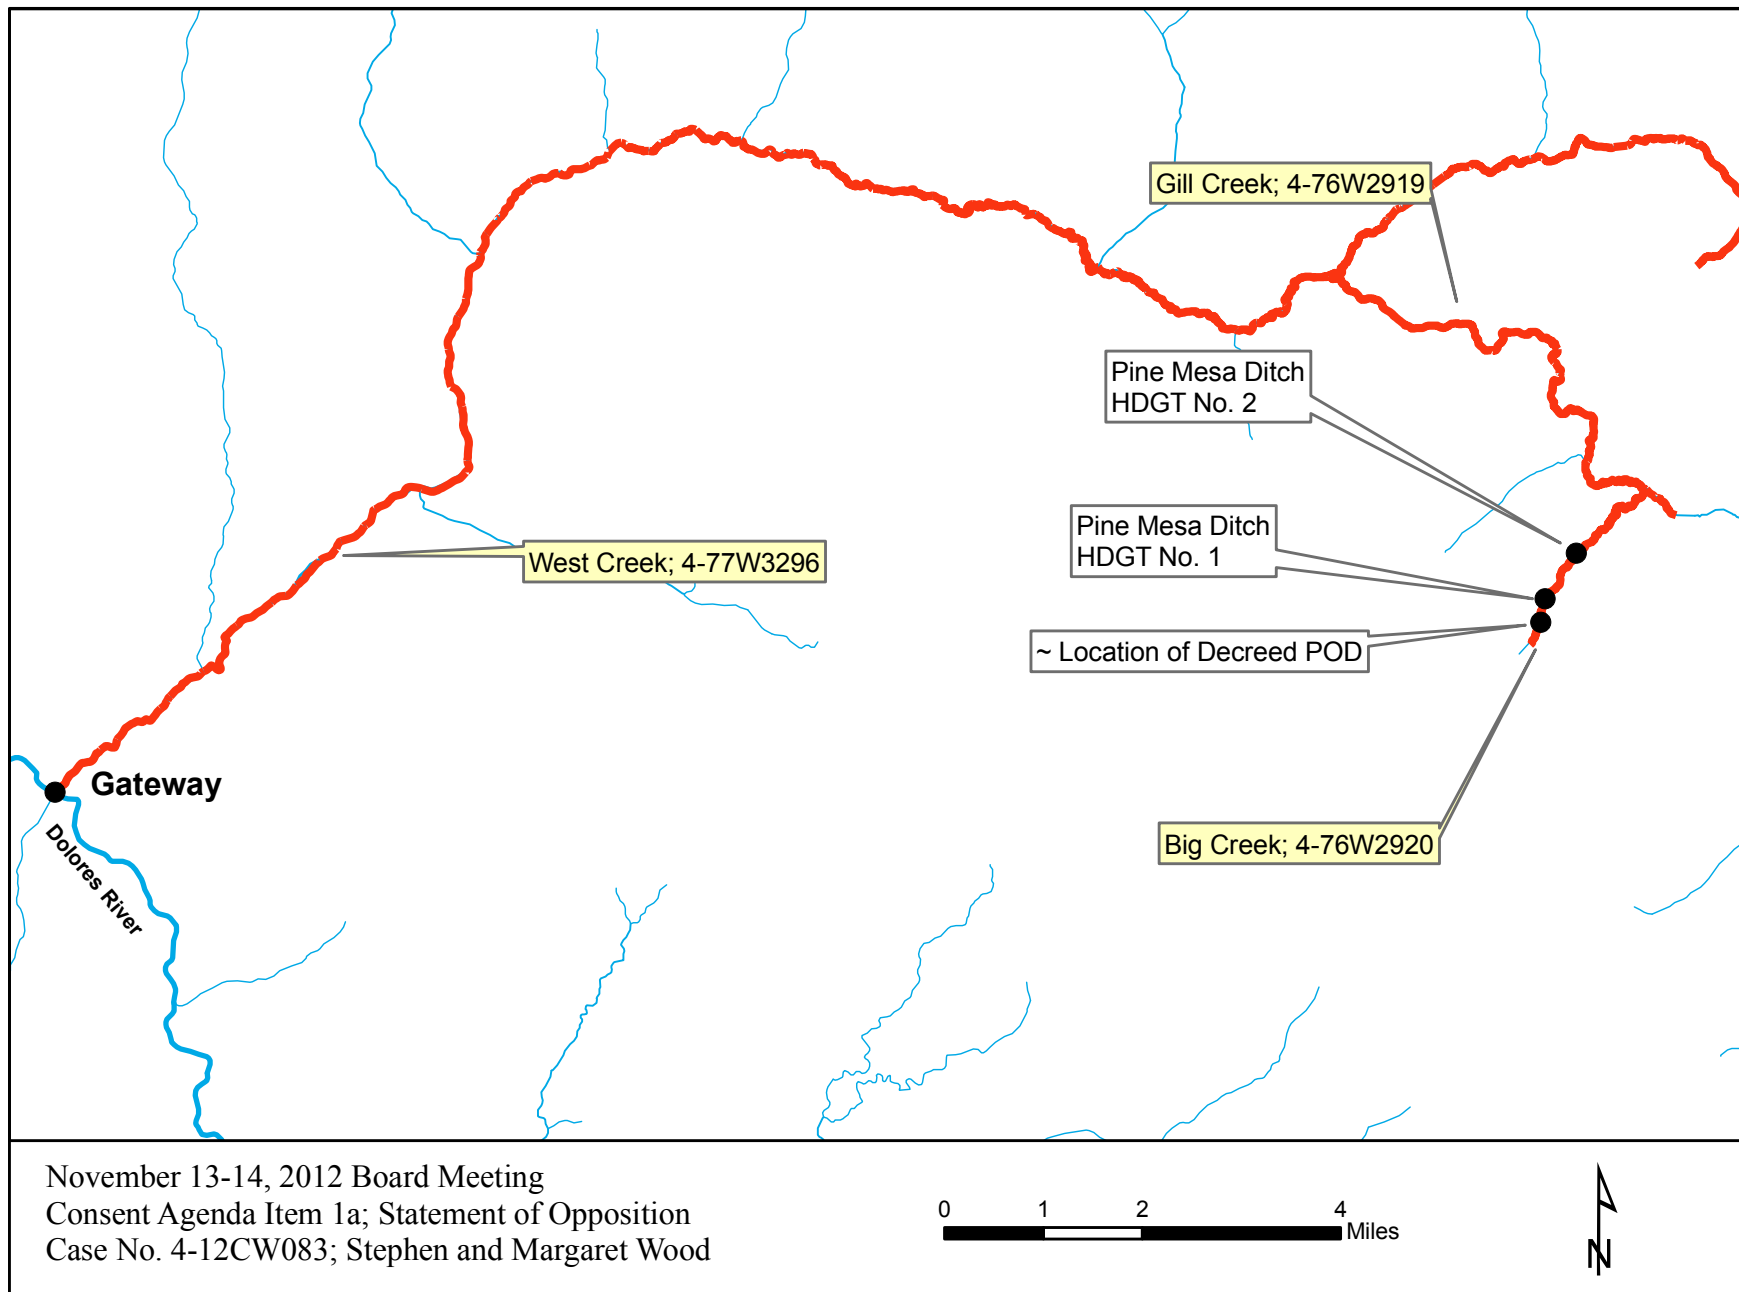 Gill Creek; 4-76W2919
Pine Mesa Ditch
HDGT No. 2
Pine Mesa Ditch
HDGT No. 1
West Creek; 4-77W3296
~ Location of Decreed POD
Gateway
Dolores River
Big Creek; 4-76W2920
November 13-14, 2012 Board Meeting
Consent Agenda Item 1a; Statement of Opposition
Case No. 4-12CW083; Stephen and Margaret Wood
0 1 2 4
Miles
N